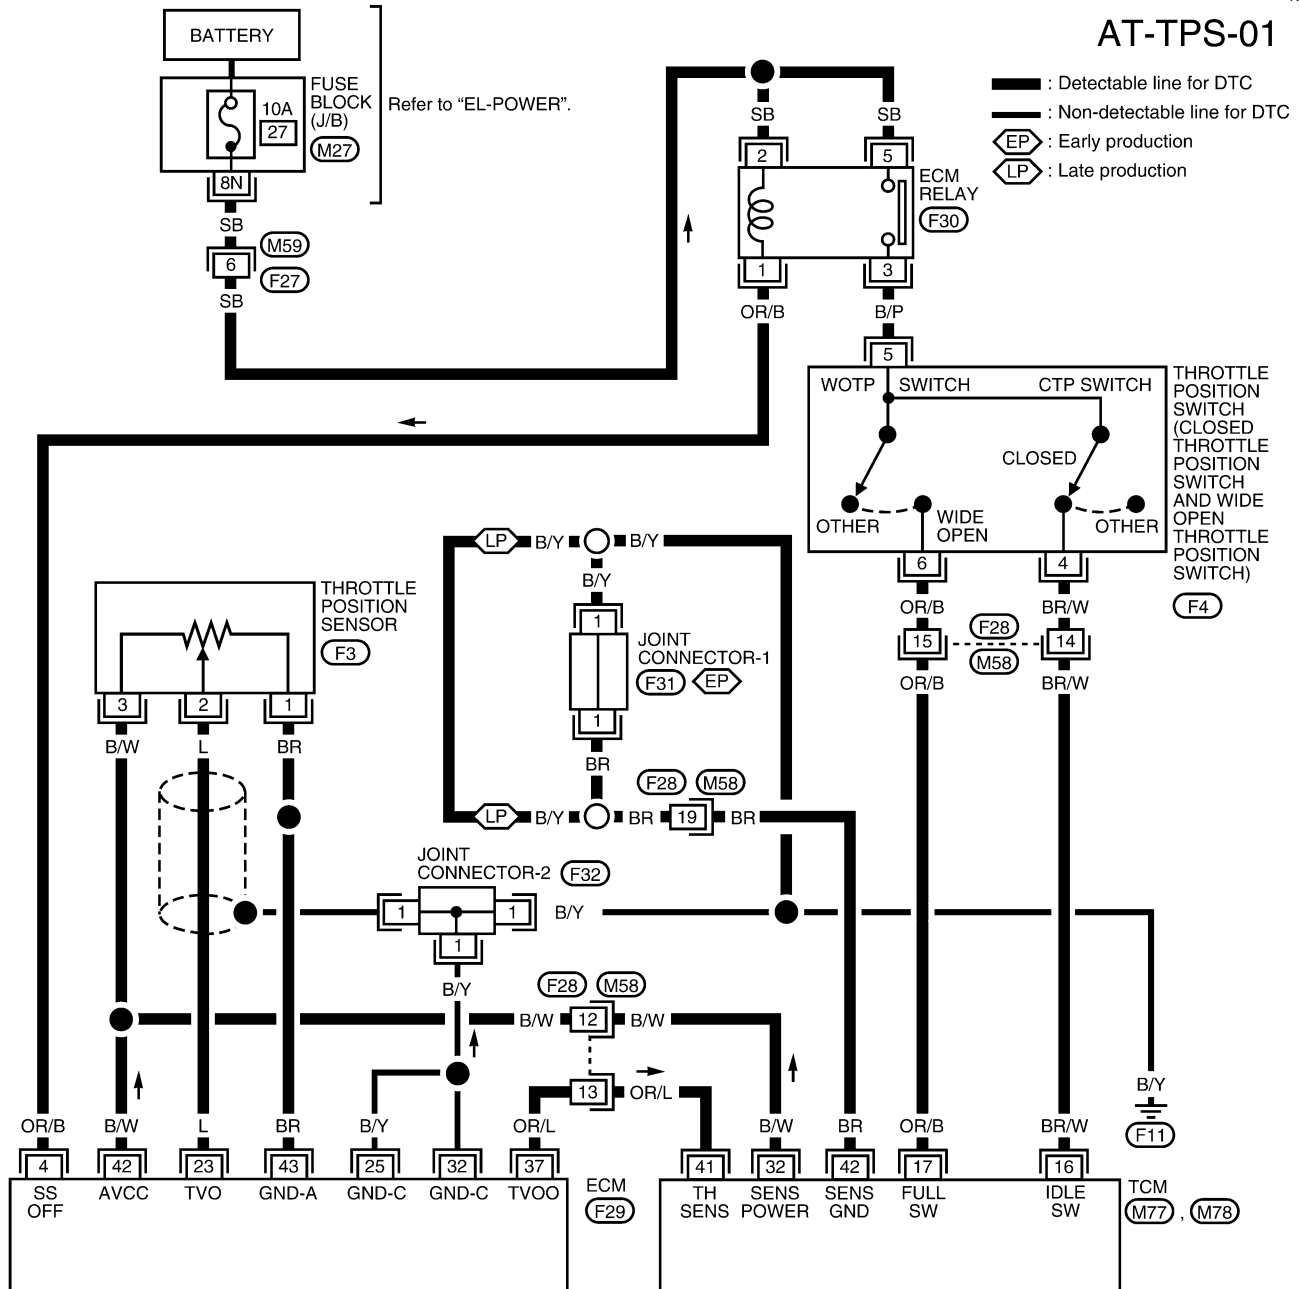 AT-TPS-01
BATTERY
FUSE
BLOCK
(J/B)
10A
27
M27
Refer to “EL-POWER”.
: Detectable line for DTC
: Non-detectable line for DTC
EP : Early production
LP : Late production
8N
SB
6
M59
F27
SB
SB SB
2 5
ECM
RELAY
F30
1 3
OR/B B/P
5
WOTP SWITCH CTP SWITCH
CLOSED
OTHER WIDE
OPEN
OTHER
THROTTLE
POSITION
SWITCH
(CLOSED
THROTTLE
POSITION
SWITCH
AND WIDE
OPEN
THROTTLE
POSITION
SWITCH)
F4
6 4
OR/B BR/W
15 F28 14
M58
OR/B BR/W
LP B/Y B/Y
B/Y
1
JOINT
CONNECTOR-1
F31 EP
1
BR
F28 M58
LP B/Y BR 19 BR
THROTTLE
POSITION
SENSOR
F3
3 2 1
B/W L BR
JOINT
CONNECTOR-2 F32
1 1 B/Y
1
B/Y
F28 M58
B/W 12 B/W
13 OR/L
B/Y
F11
OR/B B/W L BR B/Y OR/L B/W BR OR/B BR/W
4 42 23 43 25 32 37 41 32 42 17 16
SS
OFF
AVCC TVO GND-A GND-C GND-C TVOO
ECM
F29
TH
SENS
SENS
POWER
SENS
GND
FULL
SW
IDLE
SW
TCM
M77 , M78